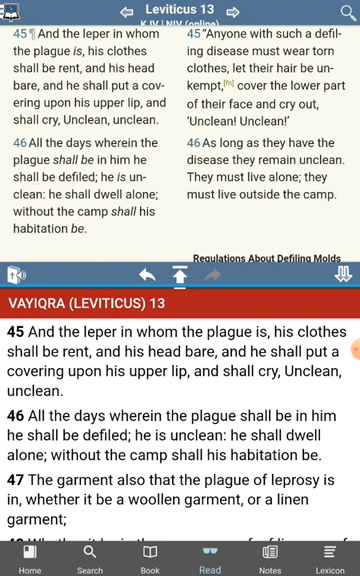 Leviticus 13
KJV | NIV (online)
45 ¶ And the leper in whom
the plague is, his clothes
shall be rent, and his head
bare, and he shall put a cov-
ering upon his upper lip, and
shall cry, Unclean, unclean.
46 All the days wherein the
plague shall be in him he
shall be defiled; he is un-
clean: he shall dwell alone;
without the camp shall his
habitation be.
45 “Anyone with such a defil-
ing disease must wear torn
clothes, let their hair be un-
kempt,[fn] cover the lower part
of their face and cry out,
‘Unclean! Unclean!’
46 As long as they have the
disease they remain unclean.
They must live alone; they
must live outside the camp.
Regulations About Defiling Molds
VAYIQRA (LEVITICUS) 13
45 And the leper in whom the plague is, his clothes
shall be rent, and his head bare, and he shall put a
covering upon his upper lip, and shall cry, Unclean,
unclean.
46 All the days wherein the plague shall be in him
he shall be defiled; he is unclean: he shall dwell
alone; without the camp shall his habitation be.
47 The garment also that the plague of leprosy is
in, whether it be a woollen garment, or a linen
garment;
Home
Search
Book
Read
Notes
Lexicon